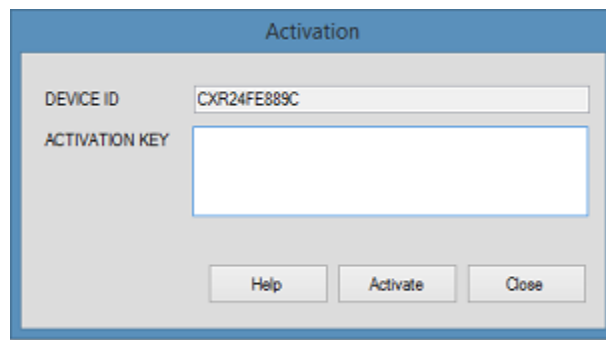 Activation
DEVICE ID CXR24FE889C
ACTIVATION KEY
Help Activate Close